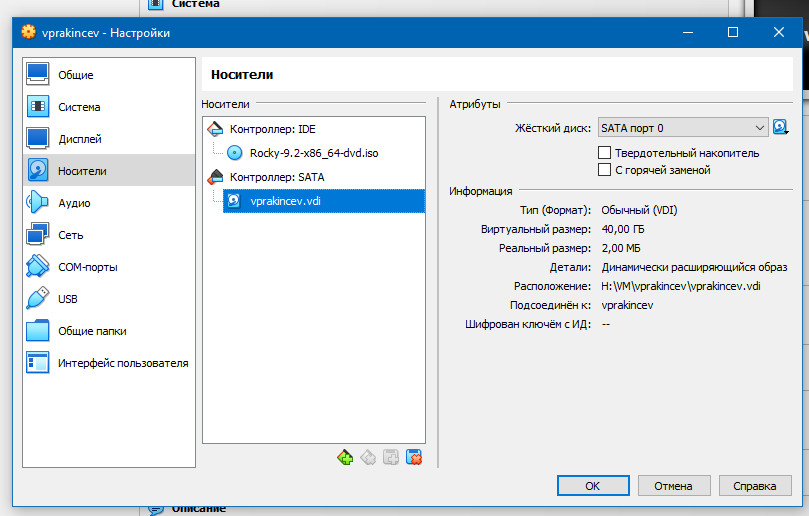 Система
vprakincev - Настройки
Общие
Система
Дисплей
Носители
Аудио
Сеть
COM-порты
USB
Общие папки
Интерфейс пользователя
Носители
Носители
Контроллер: IDE
Rocky-9.2-x86_64-dvd.iso
Контроллер: SATA
vprakincev.vdi
Атрибуты
Жёсткий диск: SATA порт 0
Твердотельный накопитель
С горячей заменой
Информация
Тип (Формат): Обычный (VDI)
Виртуальный размер: 40,00 ГБ
Реальный размер: 2,00 МБ
Детали: Динамически расширяющийся образ
Расположение: H:\VM\vprakincev\vprakincev.vdi
Подсоединён к: vprakincev
Шифрован ключём с ИД: --
OK Отмена Справка
Описание